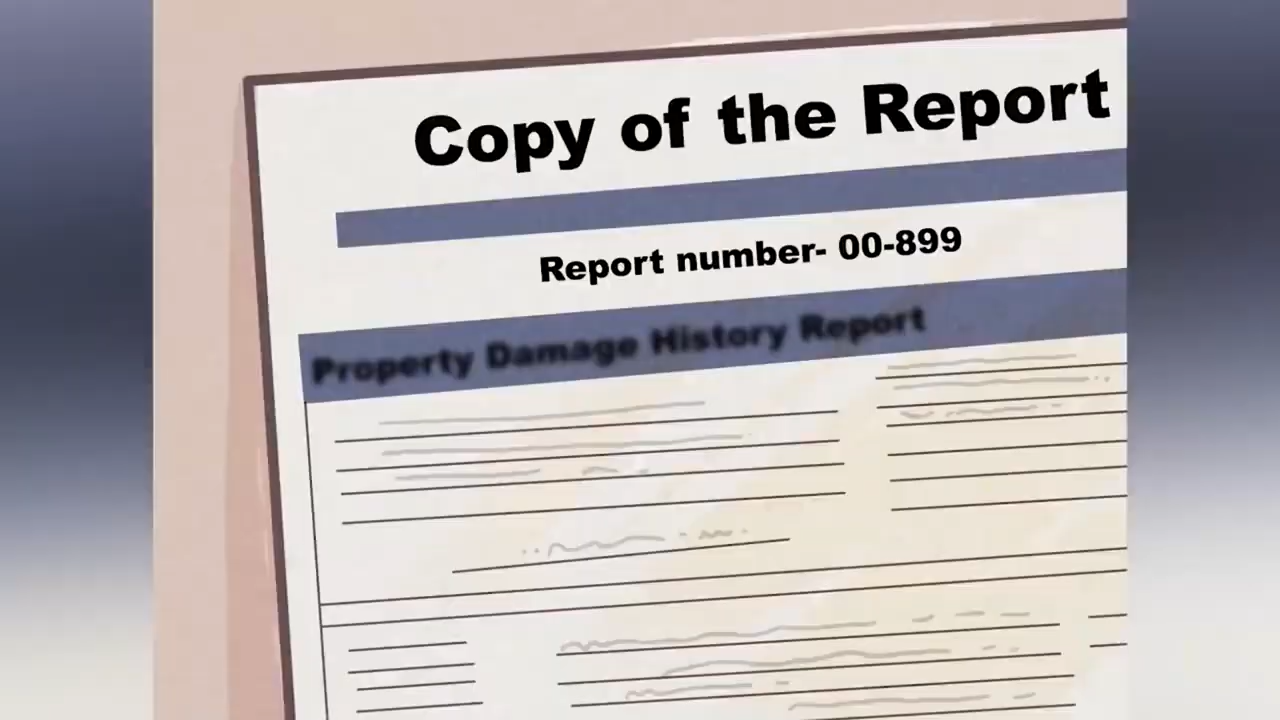 Copy of the Report
Report number- 00-899
Property Damage History Report